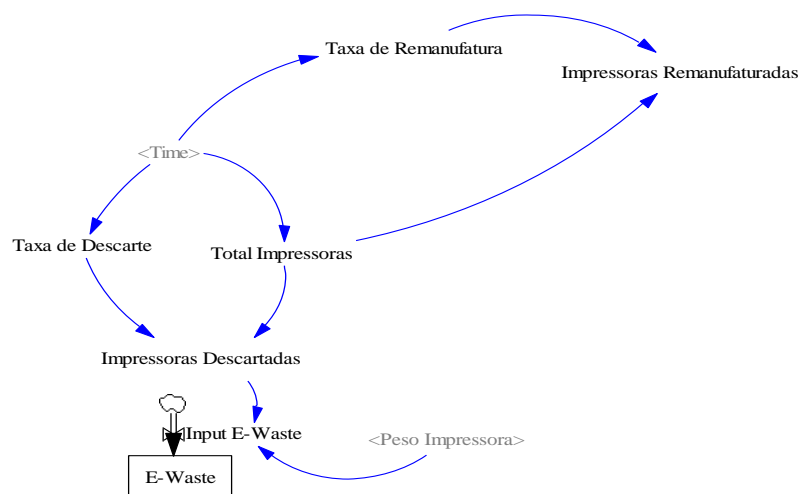 Taxa de Remanufatura
Impressoras Remanufaturadas
<Time>
Taxa de Descarte
Total Impressoras
Impressoras Descartadas
Input E-Waste
<Peso Impressora>
E-Waste